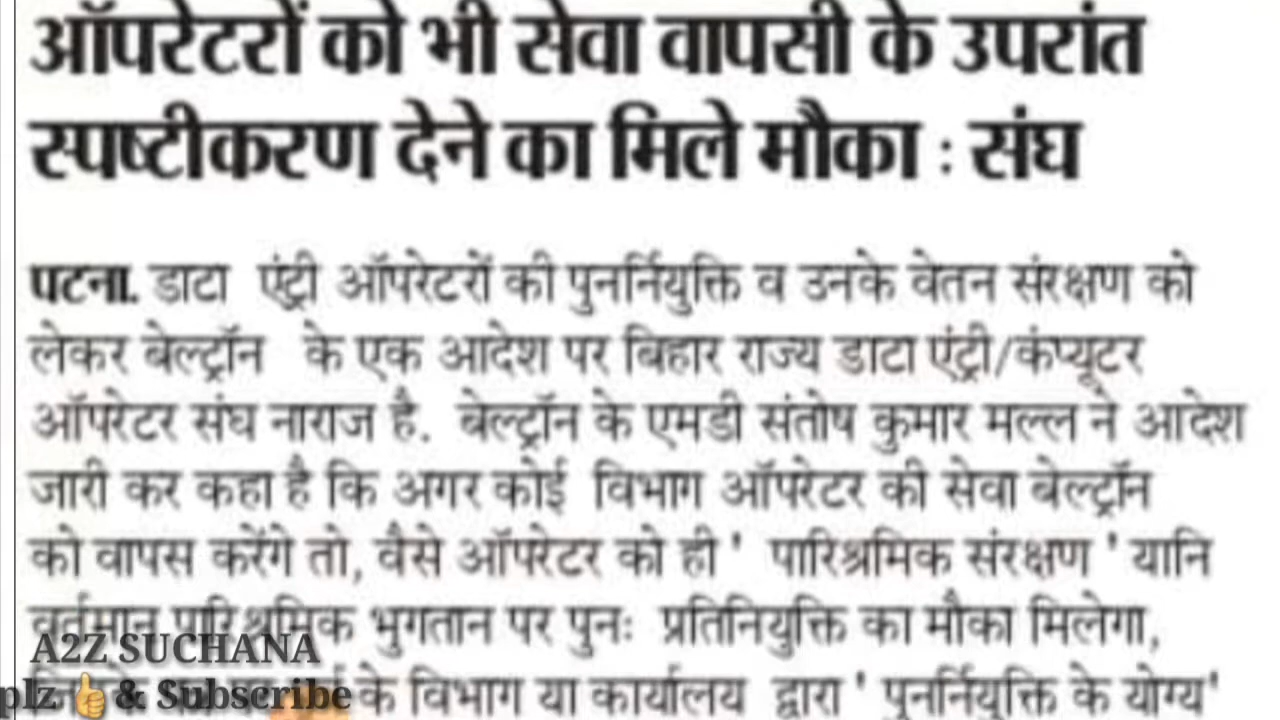 ऑपरेटरों को भी सेवा वापसी के उपरांत
स्पष्टीकरण देने का मिले मौका : संघ
पटना. डाटा एंट्री ऑपरेटरों की पुनर्नियुक्ति व उनके वेतन संरक्षण को
लेकर बेल्ट्रॉन के एक आदेश पर बिहार राज्य डाटा एंट्री/कंप्यूटर
ऑपरेटर संघ नाराज है. बेल्ट्रॉन के एमडी संतोष कुमार मल्ल ने आदेश
जारी कर कहा है कि अगर कोई विभाग ऑपरेटर की सेवा बेल्ट्रॉन
को वापस करेंगे तो, वैसे ऑपरेटर को ही ' पारिश्रमिक संरक्षण ' यानि
वर्तमान पारिश्रमिक भुगतान पर पुनः प्रतिनियुक्ति का मौका मिलेगा,
A2Z SUCHANA
के विभाग या कार्यालय द्वारा ' पुनर्नियुक्ति के योग्य'
plz 👍 & Subscribe